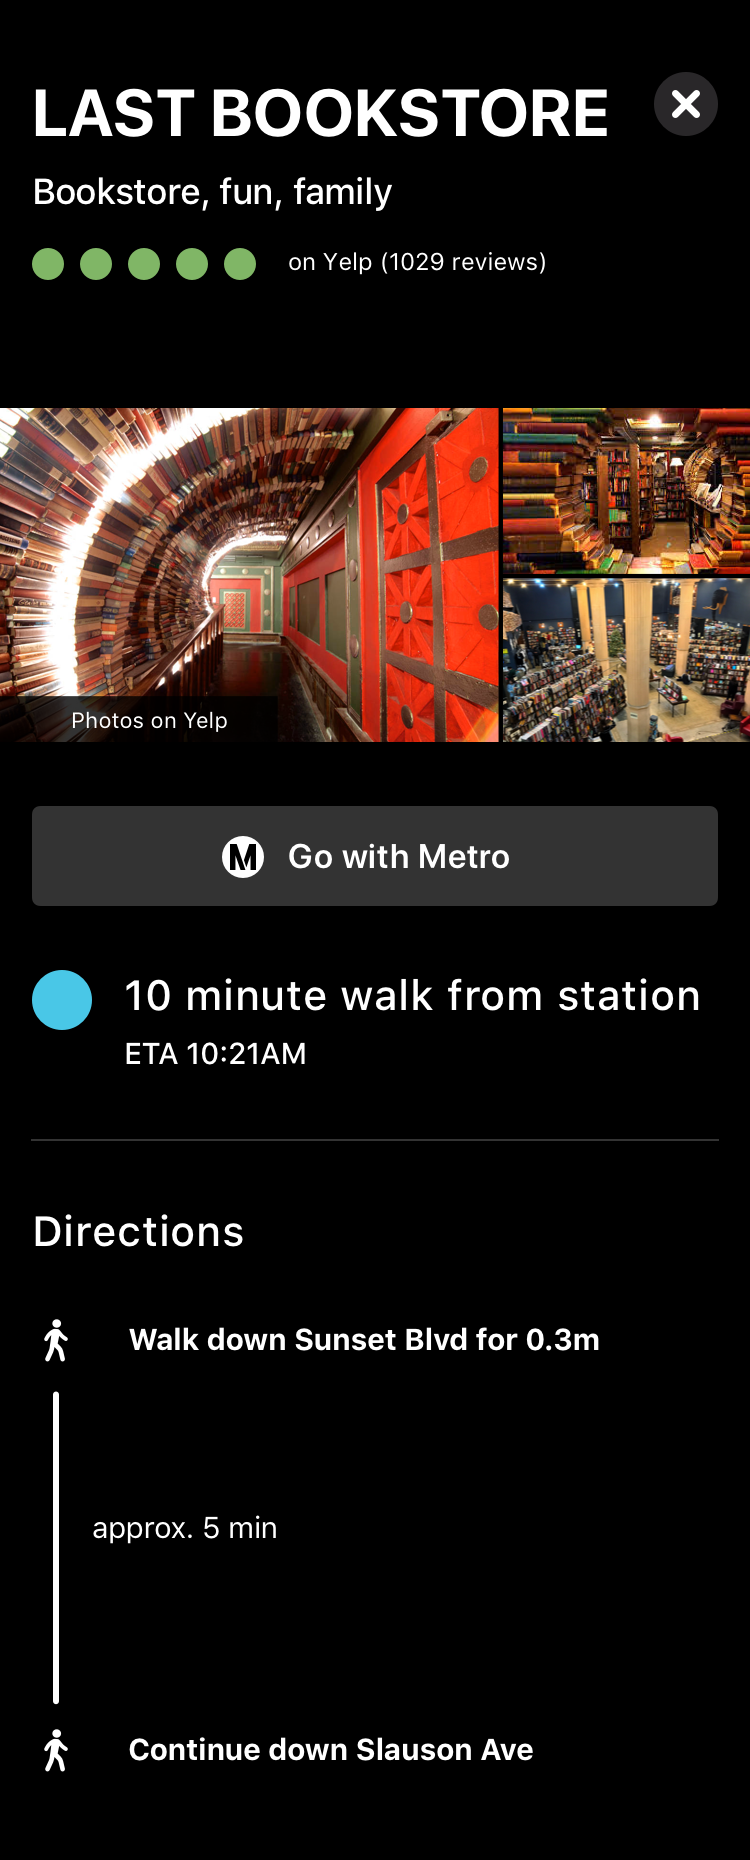 LAST BOOKSTORE
Bookstore, fun, family
on Yelp (1029 reviews)
Photos on Yelp
M Go with Metro
10 minute walk from station
ETA 10:21AM
Directions
Walk down Sunset Blvd for 0.3m
approx. 5 min
Continue down Slauson Ave